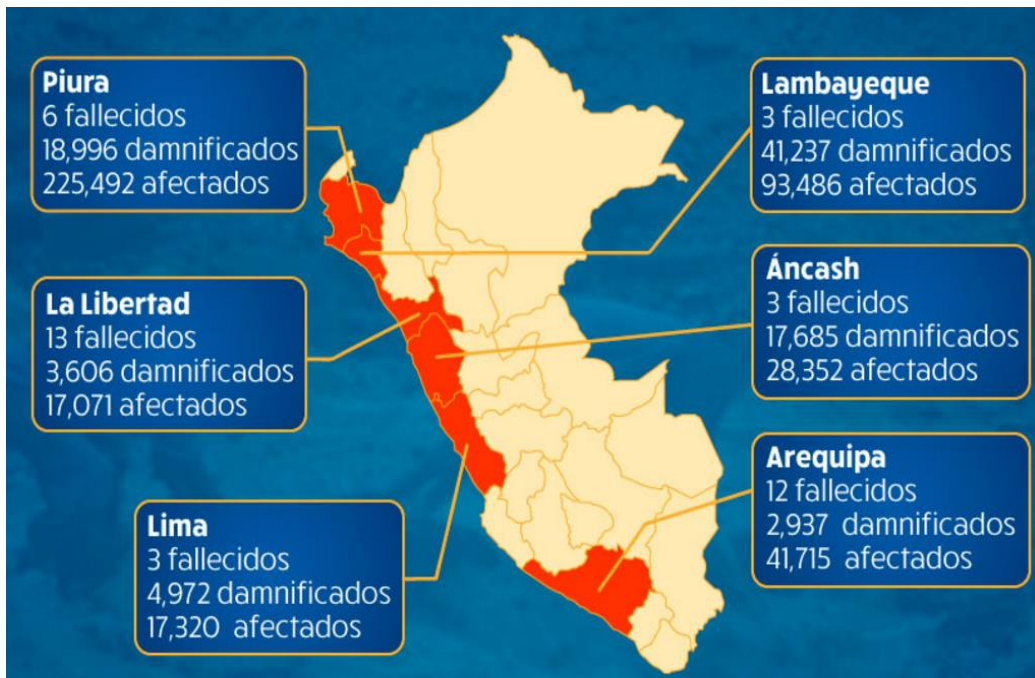 Piura
6 fallecidos
18,996 damnificados
225,492 afectados
Lambayeque
3 fallecidos
41,237 damnificados
93,486 afectados
La Libertad
13 fallecidos
3,606 damnificados
17,071 afectados
Áncash
3 fallecidos
17,685 damnificados
28,352 afectados
Lima
3 fallecidos
4,972 damnificados
17,320 afectados
Arequipa
12 fallecidos
2,937 damnificados
41,715 afectados